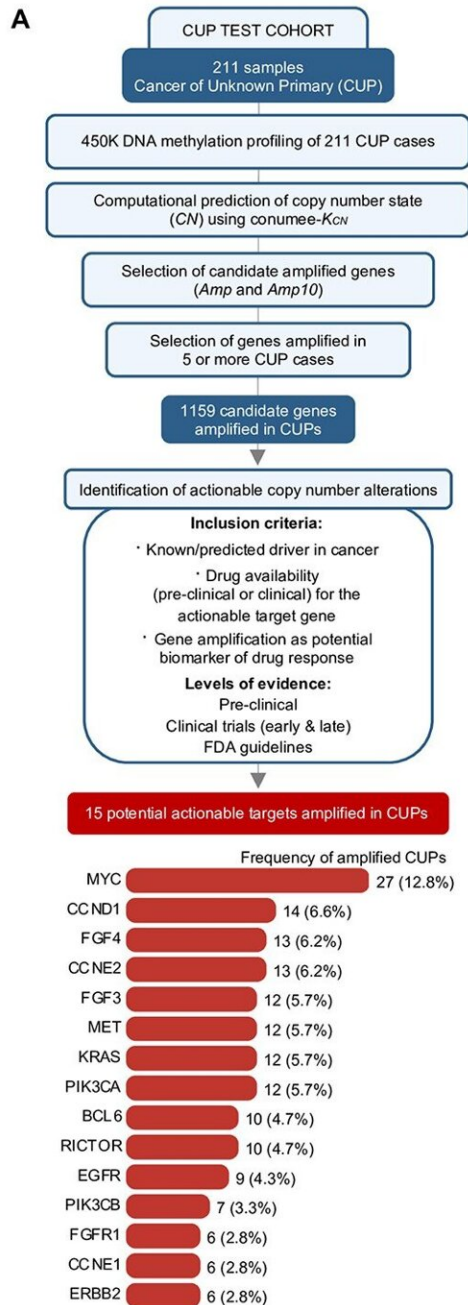 A
CUP TEST COHORT
211 samples
Cancer of Unknown Primary (CUP)
450K DNA methylation profiling of 211 CUP cases
Computational prediction of copy number state
(CN) using conumee-KCN
Selection of candidate amplified genes
(Amp and Amp10)
Selection of genes amplified in
5 or more CUP cases
1159 candidate genes
amplified in CUPs
Identification of actionable copy number alterations
Inclusion criteria:
· Known/predicted driver in cancer
· Drug availability
(pre-clinical or clinical) for the
actionable target gene
· Gene amplification as potential
biomarker of drug response
Levels of evidence:
Pre-clinical
Clinical trials (early & late)
FDA guidelines
15 potential actionable targets amplified in CUPs
Frequency of amplified CUPs
MYC 27 (12.8%)
CCND1 14 (6.6%)
FGF4 13 (6.2%)
CCNE2 13 (6.2%)
FGF3 12 (5.7%)
MET 12 (5.7%)
KRAS 12 (5.7%)
PIK3CA 12 (5.7%)
BCL6 10 (4.7%)
RICTOR 10 (4.7%)
EGFR 9 (4.3%)
PIK3CB 7 (3.3%)
FGFR1 6 (2.8%)
CCNE1 6 (2.8%)
ERBB2 6 (2.8%)